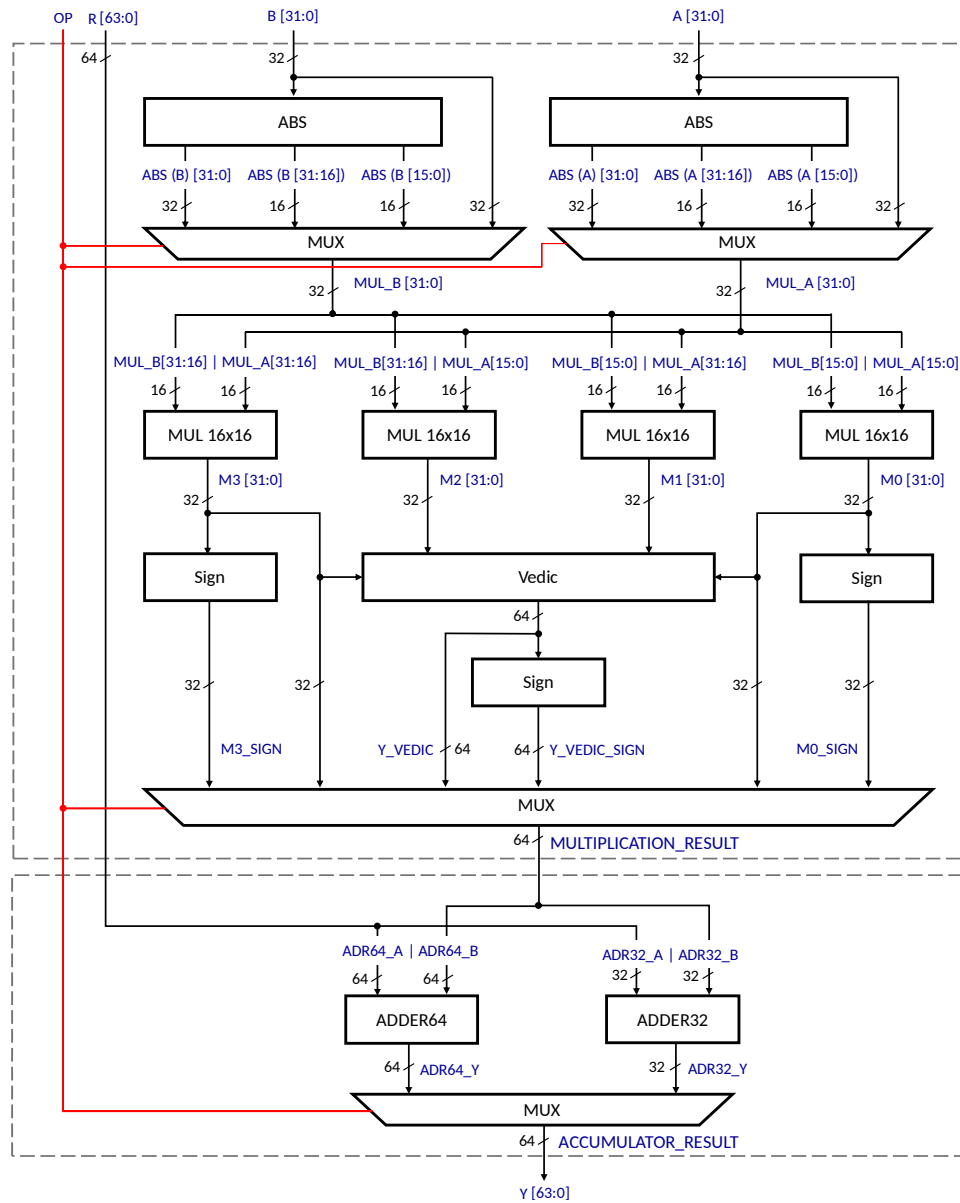 OP R [63:0] B [31:0] A [31:0]
64 32 32
ABS ABS
ABS (B) [31:0] ABS (B [31:16]) ABS (B [15:0]) ABS (A) [31:0] ABS (A [31:16]) ABS (A [15:0])
32 16 16 32 32 16 16 32
MUX MUX
32 MUL_B [31:0] 32 MUL_A [31:0]
MUL_B[31:16] | MUL_A[31:16] MUL_B[31:16] | MUL_A[15:0] MUL_B[15:0] | MUL_A[31:16] MUL_B[15:0] | MUL_A[15:0]
16 16 16 16 16 16 16 16
MUL 16x16 MUL 16x16 MUL 16x16 MUL 16x16
M3 [31:0] M2 [31:0] M1 [31:0] M0 [31:0]
32 32 32 32
Sign Vedic Sign
64
Sign
32 32 32 32
M3_SIGN Y_VEDIC 64 64 Y_VEDIC_SIGN M0_SIGN
MUX
64 MULTIPLICATION_RESULT
ADR64_A | ADR64_B ADR32_A | ADR32_B
64 64 32 32
ADDER64 ADDER32
64 ADR64_Y 32 ADR32_Y
MUX
64 ACCUMULATOR_RESULT
Y [63:0]